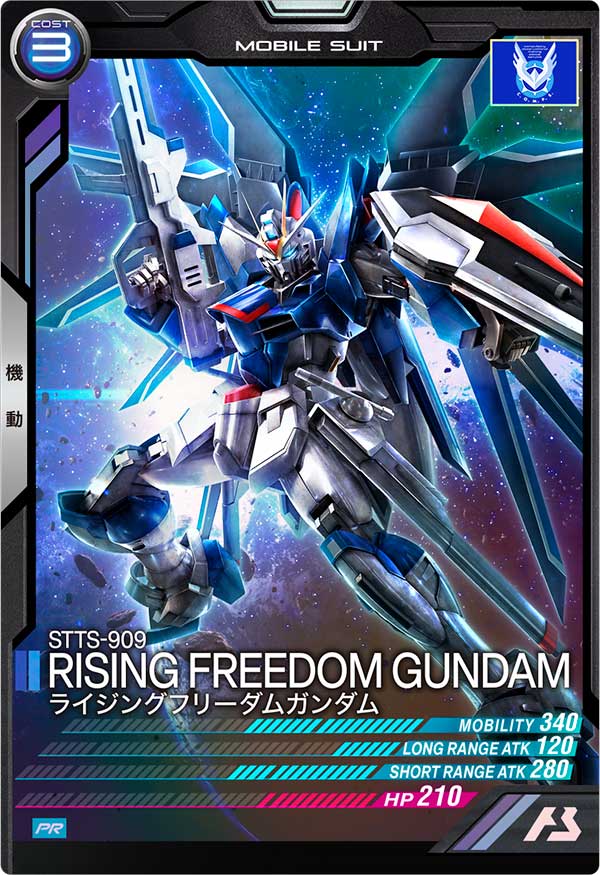 COST
3
MOBILE SUIT
機動
STTS-909
RISING FREEDOM GUNDAM
ライジングフリーダムガンダム
MOBILITY 340
LONG RANGE ATK 120
SHORT RANGE ATK 280
HP 210
PR